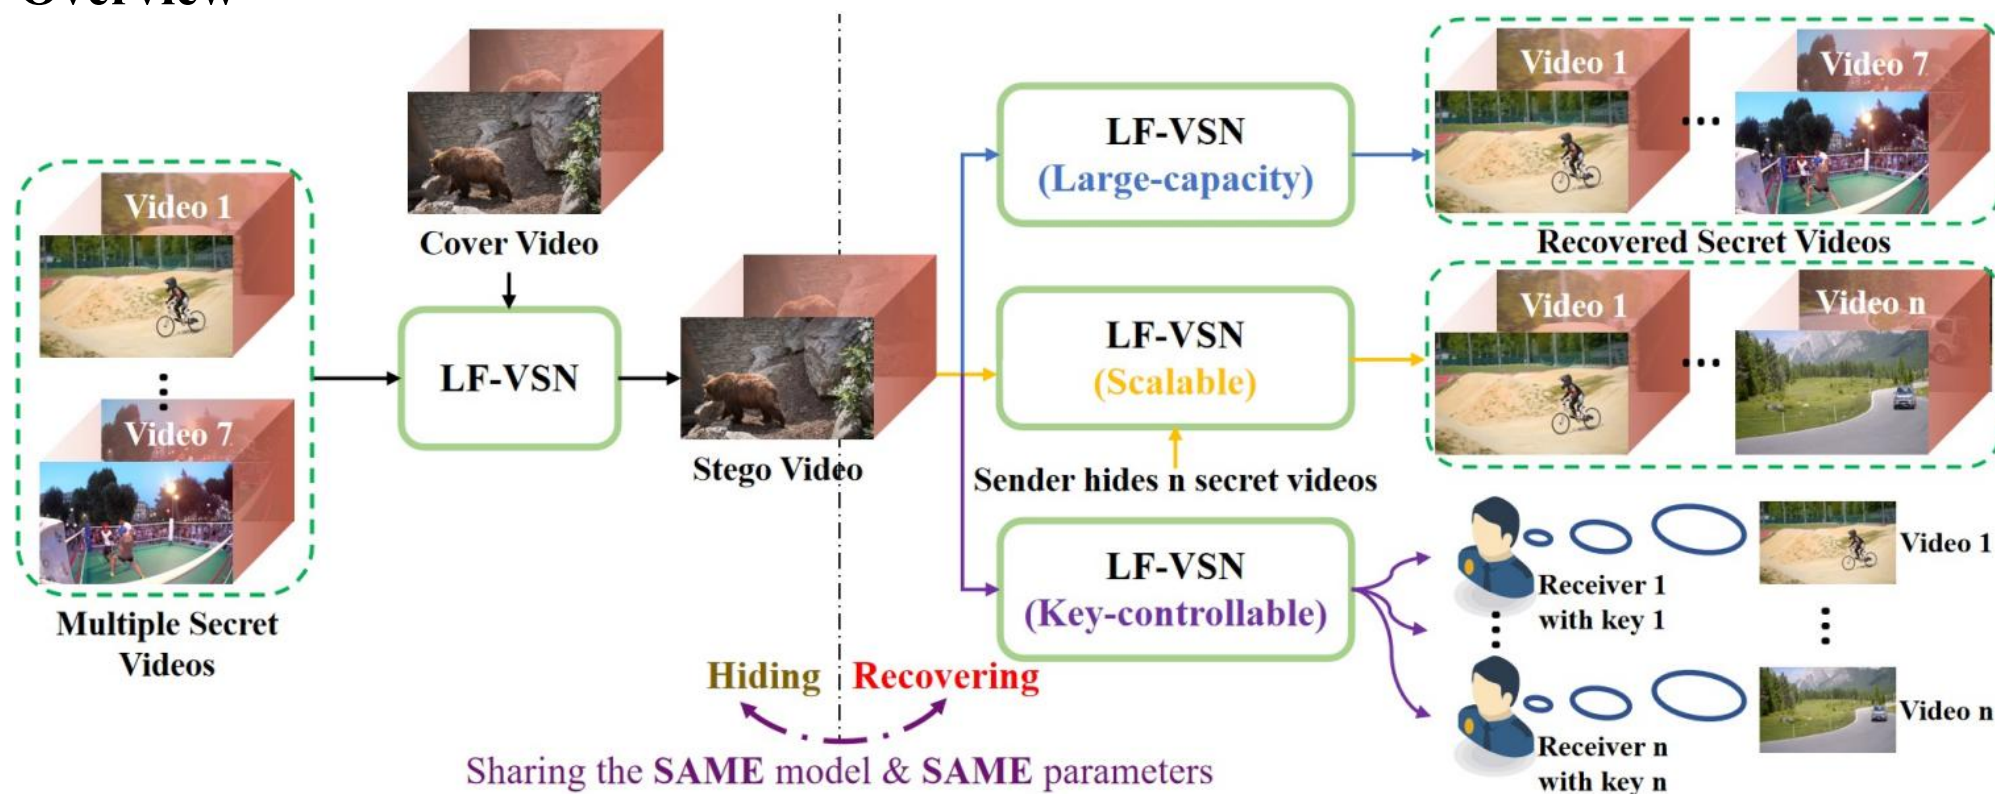 Overview
Video 1
Video 7
Multiple Secret
Videos
Cover Video
LF-VSN
Stego Video
LF-VSN
(Large-capacity)
Video 1
Video 7
Recovered Secret Videos
LF-VSN
(Scalable)
Sender hides n secret videos
Video 1
Video n
LF-VSN
(Key-controllable)
Receiver 1
with key 1
Video 1
Receiver n
with key n
Video n
Hiding
Recovering
Sharing the SAME model & SAME parameters